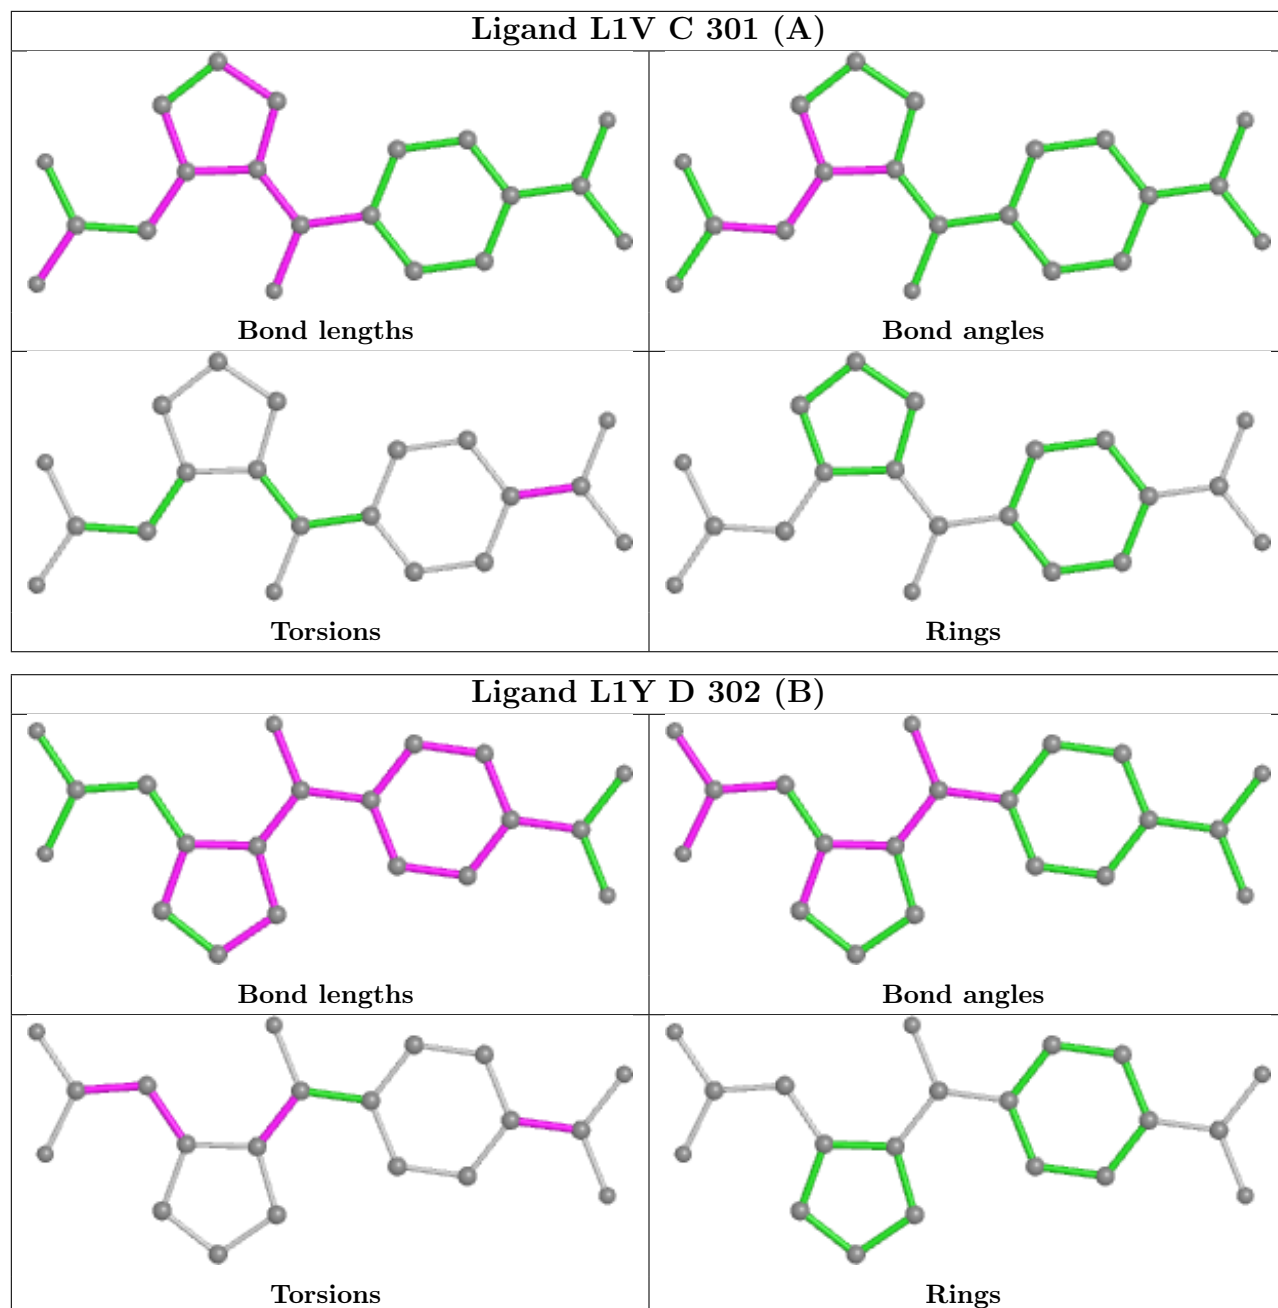 Ligand L1V C 301 (A)
Bond lengths
Bond angles
Torsions
Rings
Ligand L1Y D 302 (B)
Bond lengths
Bond angles
Torsions
Rings